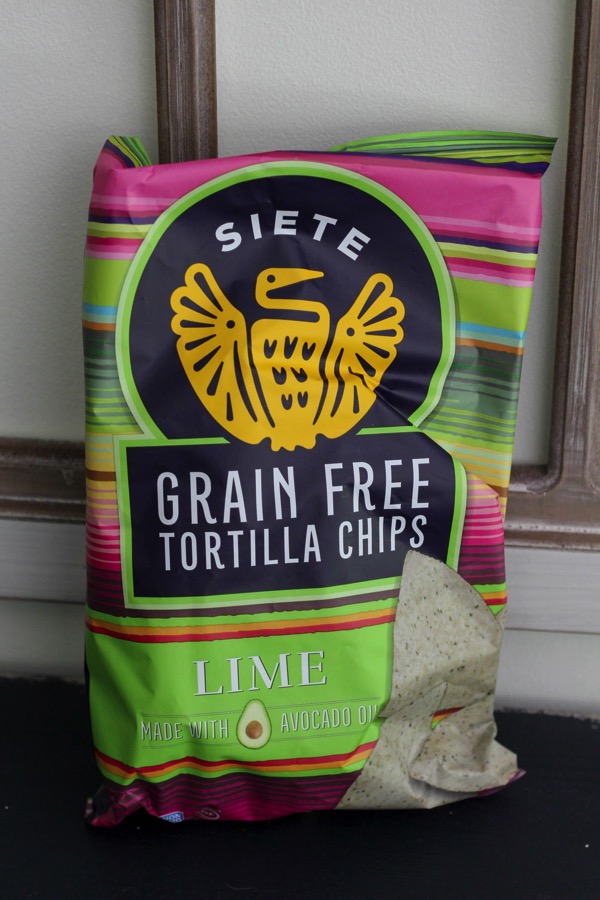 SIETE
GRAIN FREE
TORTILLA CHIPS
LIME
MADE WITH AVOCADO OIL